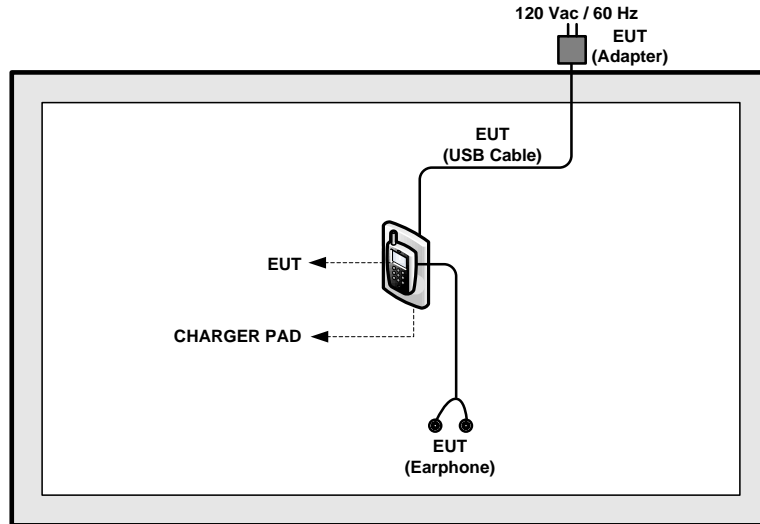 120 Vac / 60 Hz
EUT
(Adapter)
EUT
(USB Cable)
EUT
CHARGER PAD
EUT
(Earphone)